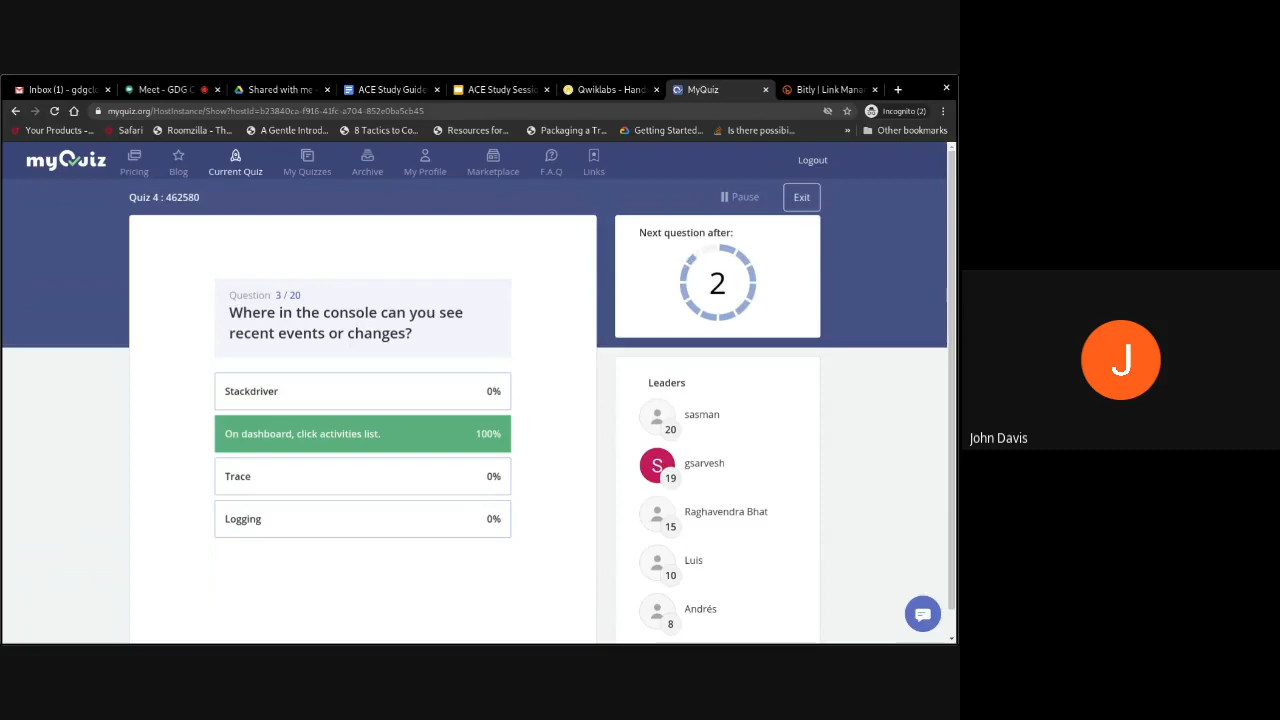 Inbox (1) - gdgclo
Meet - GDG C
Shared with me -
ACE Study Guide
ACE Study Sessio
Qwiklabs - Hand
MyQuiz
Bitly | Link Mana
myquiz.org/HostInstance/Show?hostId=b23840ca-f916-41fc-a704-852e0ba5cb45
Incognito (2)
Your Products -...
Safari
Roomzilla - Th...
A Gentle Introd...
8 Tactics to Co...
Resources for...
Packaging a Tr...
Getting Started...
Is there possibi...
»
Other bookmarks
myQuiz
Pricing
Blog
Current Quiz
My Quizzes
Archive
My Profile
Marketplace
F.A.Q
Links
Logout
Quiz 4 : 462580
Pause
Exit
Question 3 / 20
Where in the console can you see
recent events or changes?
Stackdriver 0%
On dashboard, click activities list. 100%
Trace 0%
Logging 0%
Next question after:
2
Leaders
sasman
20
S
gsarvesh
19
Raghavendra Bhat
15
Luis
10
Andrés
8
J
John Davis